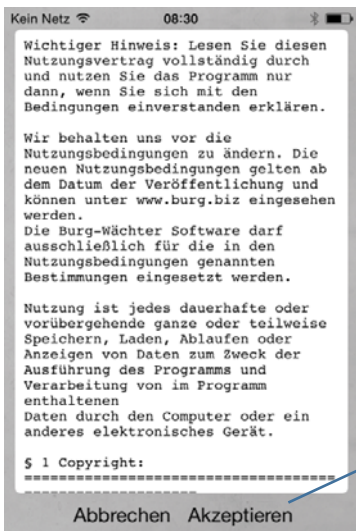 Kein Netz 08:30
Wichtiger Hinweis: Lesen Sie diesen
Nutzungsvertrag vollständig durch
und nutzen Sie das Programm nur
dann, wenn Sie sich mit den
Bedingungen einverstanden erklären.

Wir behalten uns vor die
Nutzungsbedingungen zu ändern. Die
neuen Nutzungsbedingungen gelten ab
dem Datum der Veröffentlichung und
können unter www.burg.biz eingesehen
werden.
Die Burg-Wächter Software darf
ausschließlich für die in den
Nutzungsbedingungen genannten
Bestimmungen eingesetzt werden.

Nutzung ist jedes dauerhafte oder
vorübergehende ganze oder teilweise
Speichern, Laden, Ablaufen oder
Anzeigen von Daten zum Zweck der
Ausführung des Programms und
Verarbeitung von im Programm
enthaltenen
Daten durch den Computer oder ein
anderes elektronisches Gerät.

§ 1 Copyright:
====================================
Abbrechen Akzeptieren